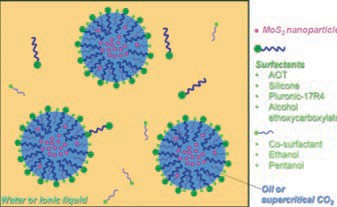 MoS2 nanoparticle
Surfactants
• AOT
• Silicone
• Pluronic-17R4
• Alcohol
ethoxycarboxylate
Co-surfactant
• Ethanol
• Pentanol
Oil or
supercritical CO2
Water or Ionic liquid